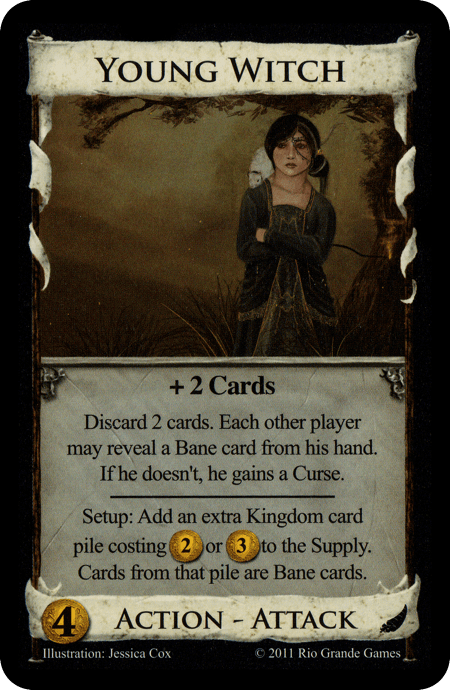 YOUNG WITCH
+ 2 Cards
Discard 2 cards. Each other player
may reveal a Bane card from his hand.
If he doesn't, he gains a Curse.
Setup: Add an extra Kingdom card
pile costing 2 or 3 to the Supply.
Cards from that pile are Bane cards.
4 ACTION - ATTACK
Illustration: Jessica Cox © 2011 Rio Grande Games